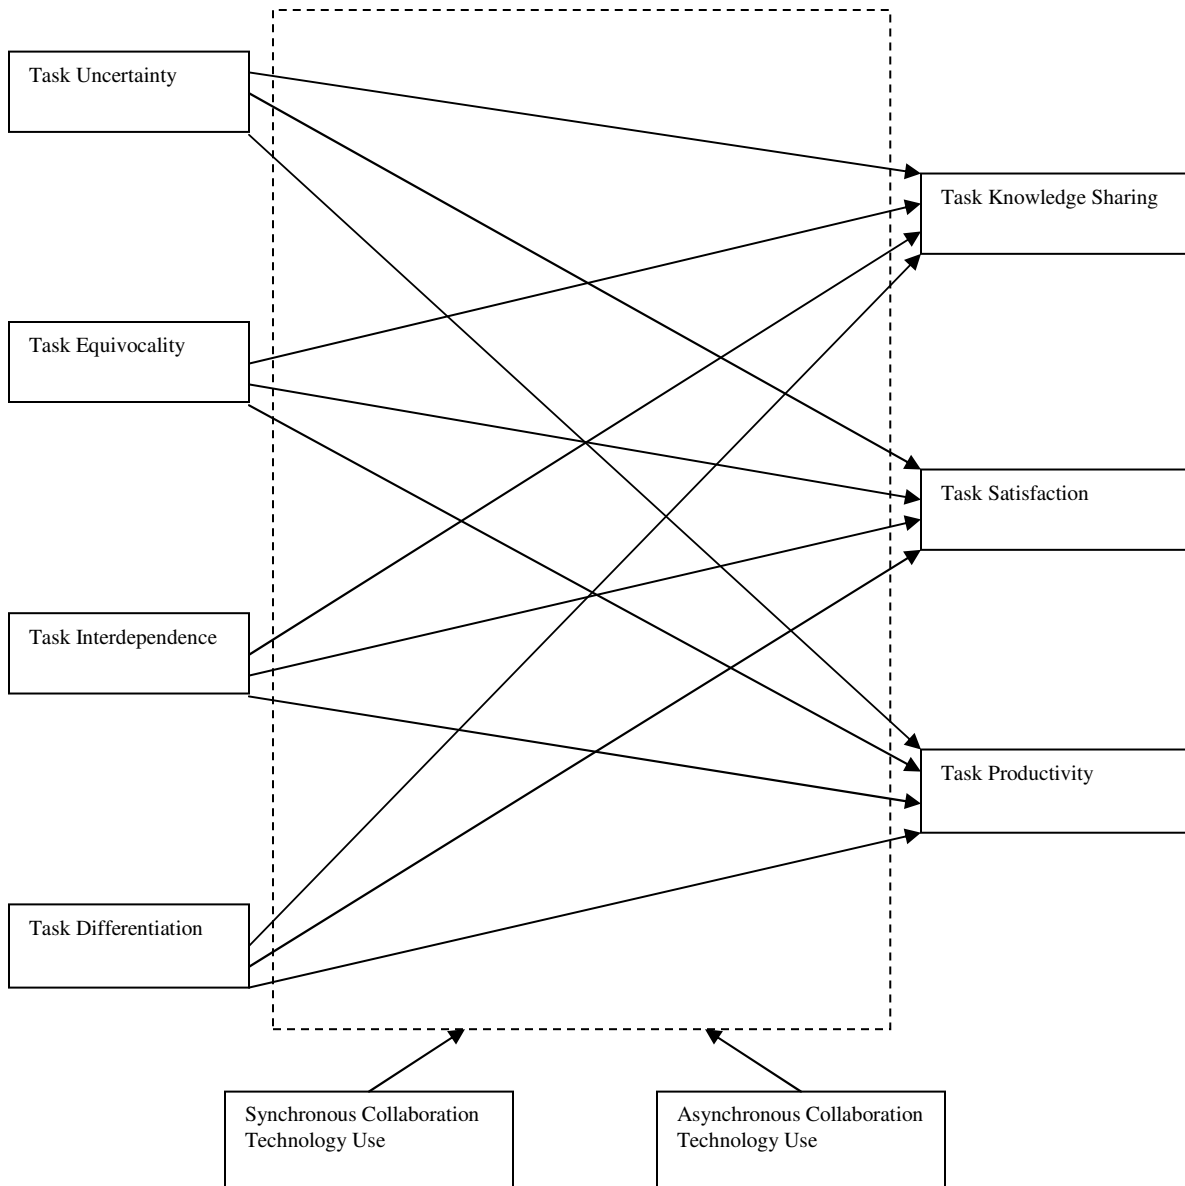 Task Uncertainty
Task Knowledge Sharing
Task Equivocality
Task Satisfaction
Task Interdependence
Task Productivity
Task Differentiation
Synchronous Collaboration
Technology Use
Asynchronous Collaboration
Technology Use